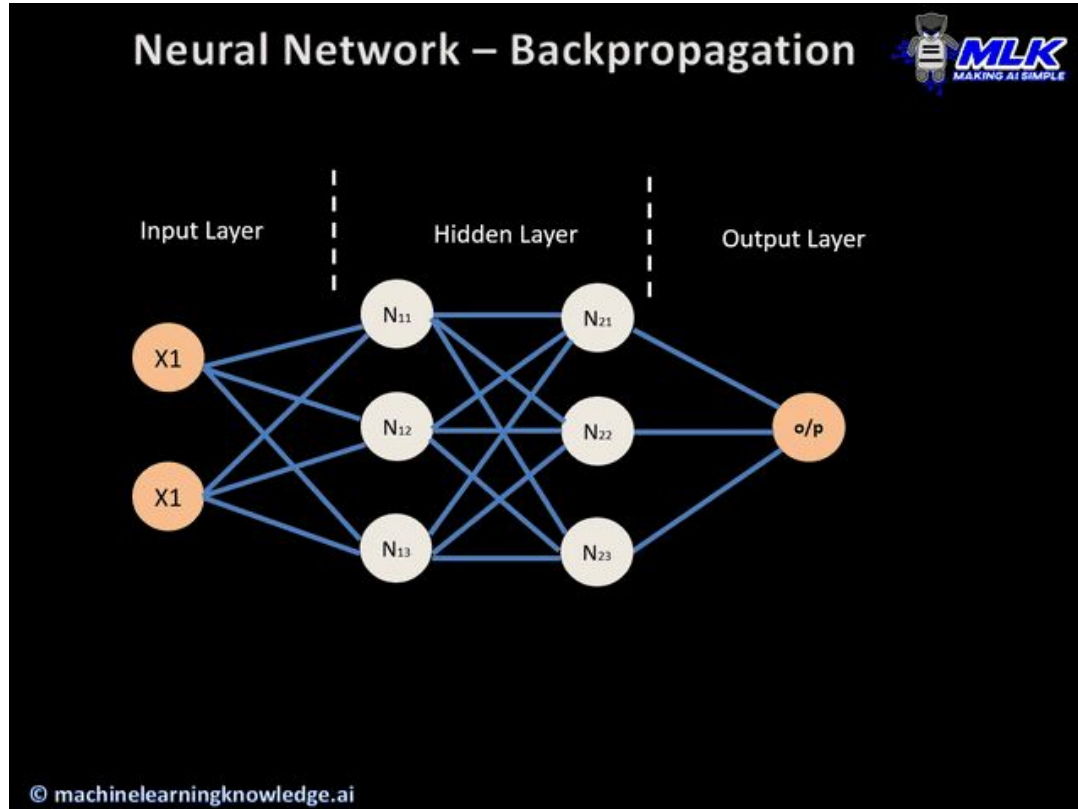 Neural Network – Backpropagation
MLK
MAKING AI SIMPLE
Input Layer
Hidden Layer
Output Layer
X1
X1
N11
N12
N13
N21
N22
N23
o/p
© machinelearningknowledge.ai